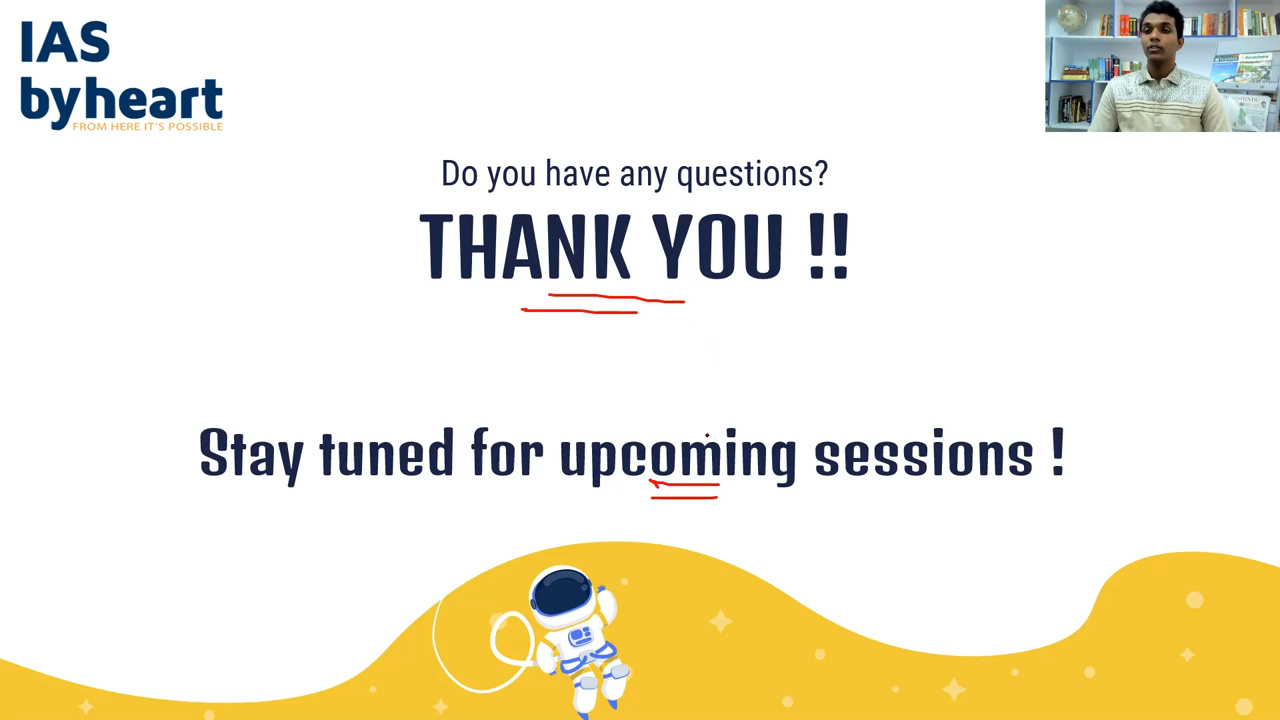 IAS
byheart
FROM HERE IT'S POSSIBLE
Do you have any questions?
THANK YOU !!
Stay tuned for upcoming sessions !